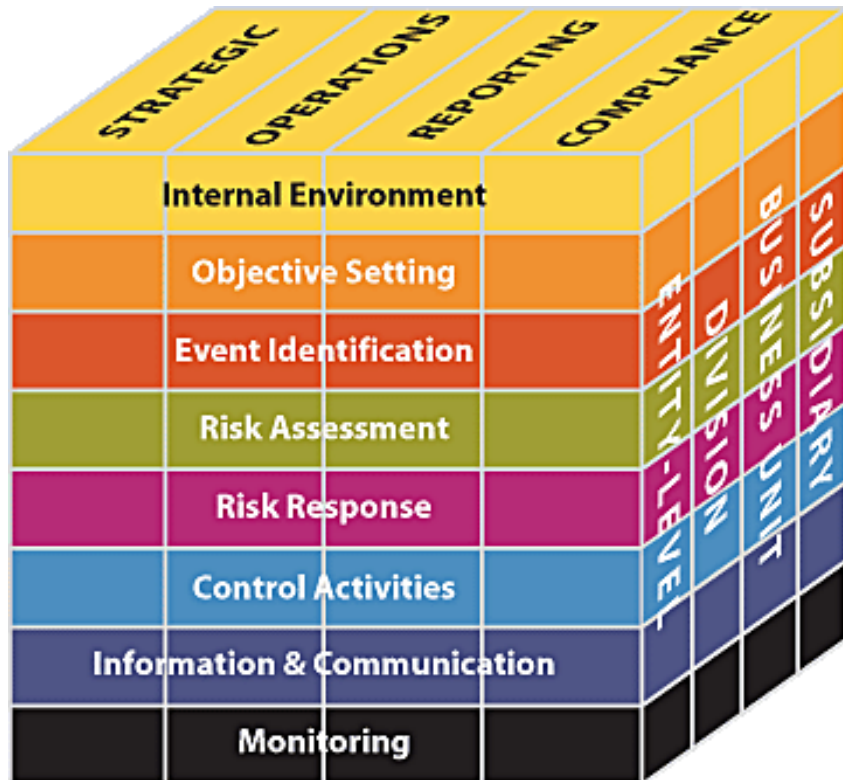 STRATEGIC
OPERATIONS
REPORTING
COMPLIANCE
Internal Environment
Objective Setting
Event Identification
Risk Assessment
Risk Response
Control Activities
Information & Communication
Monitoring
ENTITY-LEVEL
DIVISION
BUSINESS UNIT
SUBSIDIARY